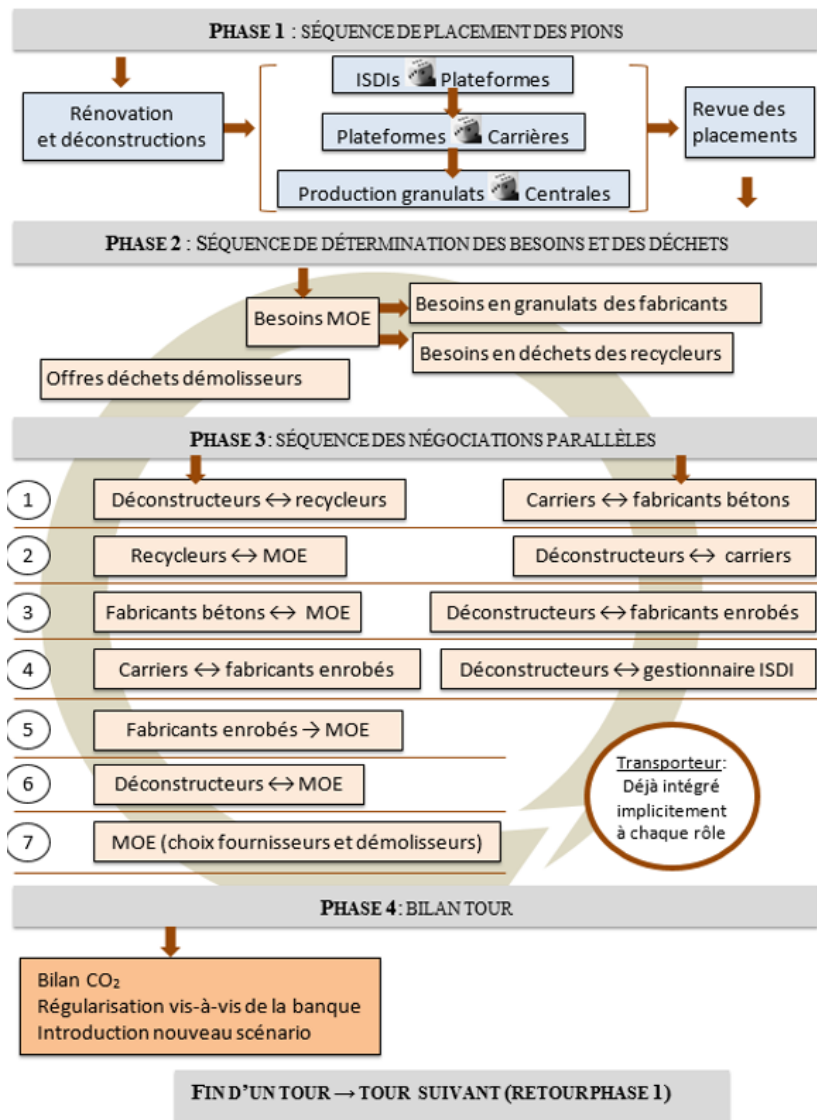 PHASE 1 : SÉQUENCE DE PLACEMENT DES PIONS
ISDIs Plateformes
Rénovation
et déconstructions
Plateformes Carrières
Revue des
placements
Production granulats Centrales
PHASE 2 : SÉQUENCE DE DÉTERMINATION DES BESOINS ET DES DÉCHETS
Besoins MOE
Besoins en granulats des fabricants
Besoins en déchets des recycleurs
Offres déchets démolisseurs
PHASE 3: SÉQUENCE DES NÉGOCIATIONS PARALLÈLES
1 Déconstructeurs ↔ recycleurs Carriers ↔ fabricants bétons
2 Recycleurs ↔ MOE Déconstructeurs ↔ carriers
3 Fabricants bétons ↔ MOE Déconstructeurs ↔ fabricants enrobés
4 Carriers ↔ fabricants enrobés Déconstructeurs ↔ gestionnaire ISDI
5 Fabricants enrobés → MOE
6 Déconstructeurs ↔ MOE
7 MOE (choix fournisseurs et démolisseurs)
Transporteur:
Déjà intégré
implicitement
à chaque rôle
PHASE 4: BILAN TOUR
Bilan CO₂
Régularisation vis-à-vis de la banque
Introduction nouveau scénario
FIN D'UN TOUR → TOUR SUIVANT (RETOUR PHASE 1)